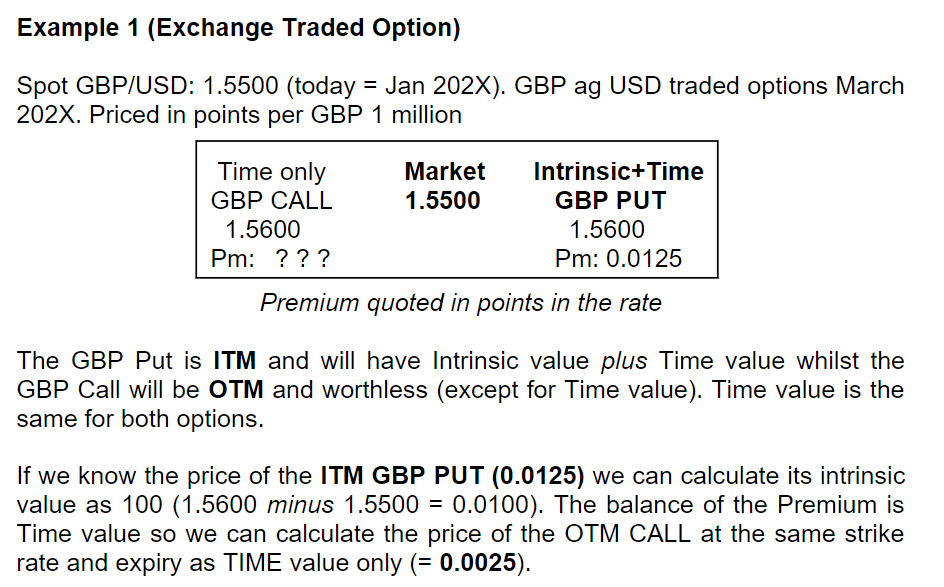 Example 1 (Exchange Traded Option)
Spot GBP/USD: 1.5500 (today = Jan 202X). GBP ag USD traded options March
202X. Priced in points per GBP 1 million
Time only Market Intrinsic+Time
GBP CALL 1.5500 GBP PUT
1.5600 1.5600
Pm: ? ? ? Pm: 0.0125
Premium quoted in points in the rate
The GBP Put is ITM and will have Intrinsic value plus Time value whilst the
GBP Call will be OTM and worthless (except for Time value). Time value is the
same for both options.
If we know the price of the ITM GBP PUT (0.0125) we can calculate its intrinsic
value as 100 (1.5600 minus 1.5500 = 0.0100). The balance of the Premium is
Time value so we can calculate the price of the OTM CALL at the same strike
rate and expiry as TIME value only (= 0.0025).